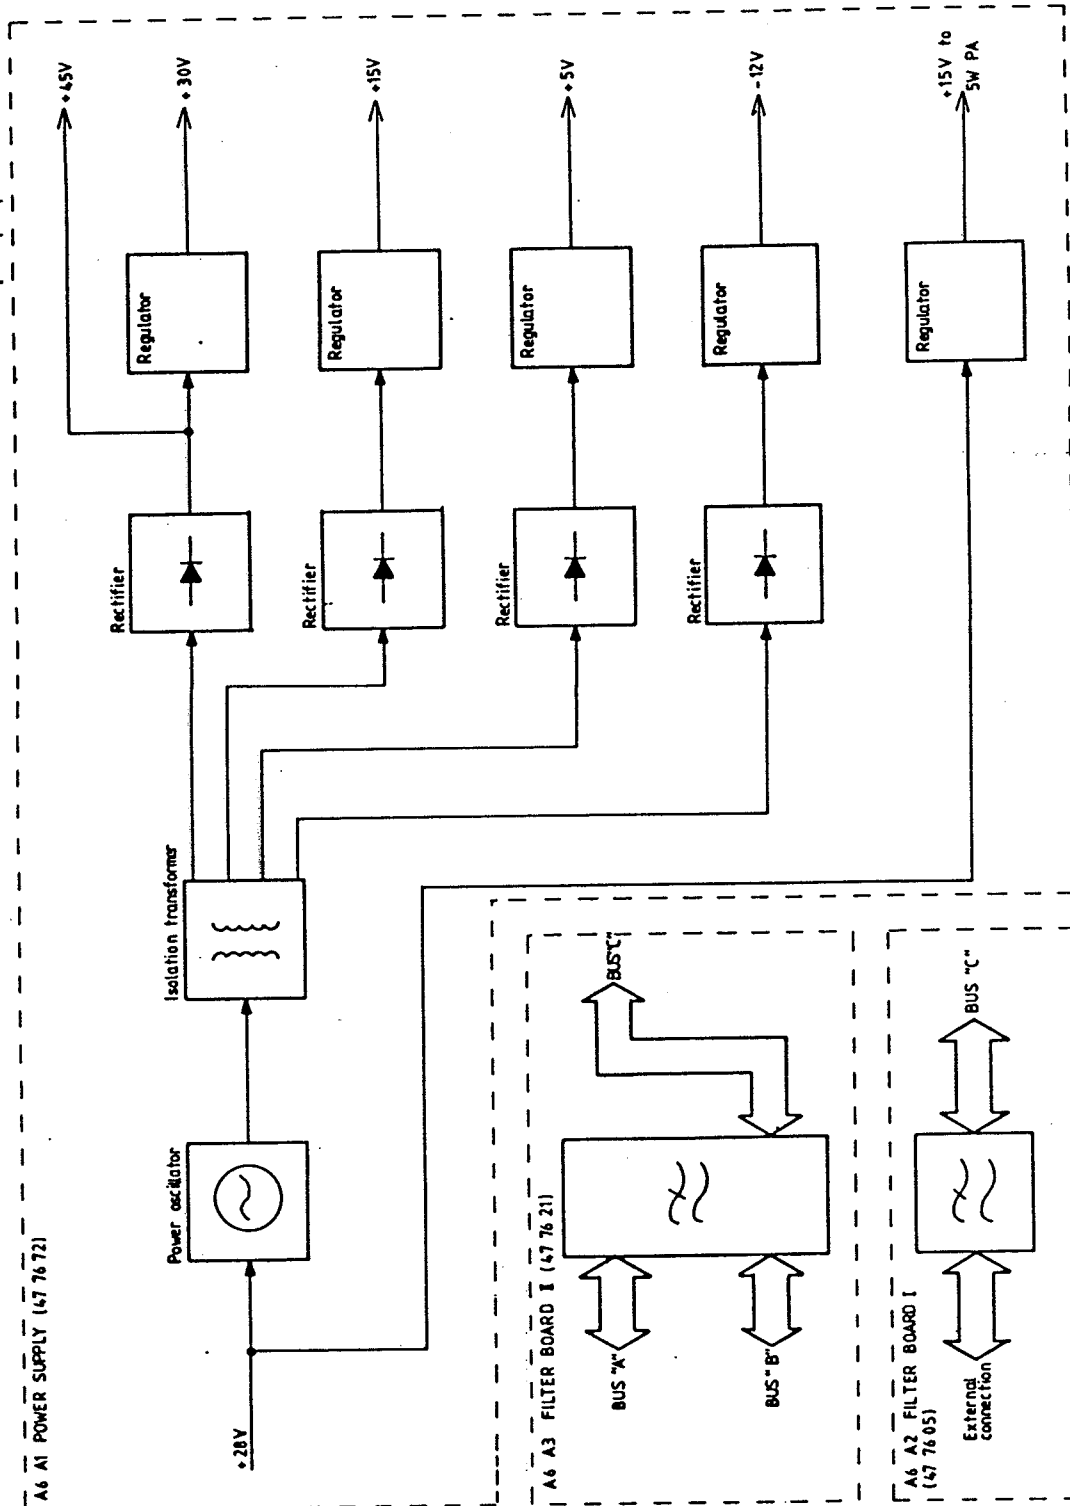 A6 A1 POWER SUPPLY (47 76 72)
+28V
Power oscillator
Isolation transformer
Rectifier
Rectifier
Rectifier
Rectifier
Regulator
Regulator
Regulator
Regulator
Regulator
+45V
+30V
+15V
+5V
-12V
+15V to
5W PA
A6 A3 FILTER BOARD II (47 76 21)
BUS "A"
BUS "B"
BUS "C"
A6 A2 FILTER BOARD I
(47 76 05)
External
connection
BUS "C"